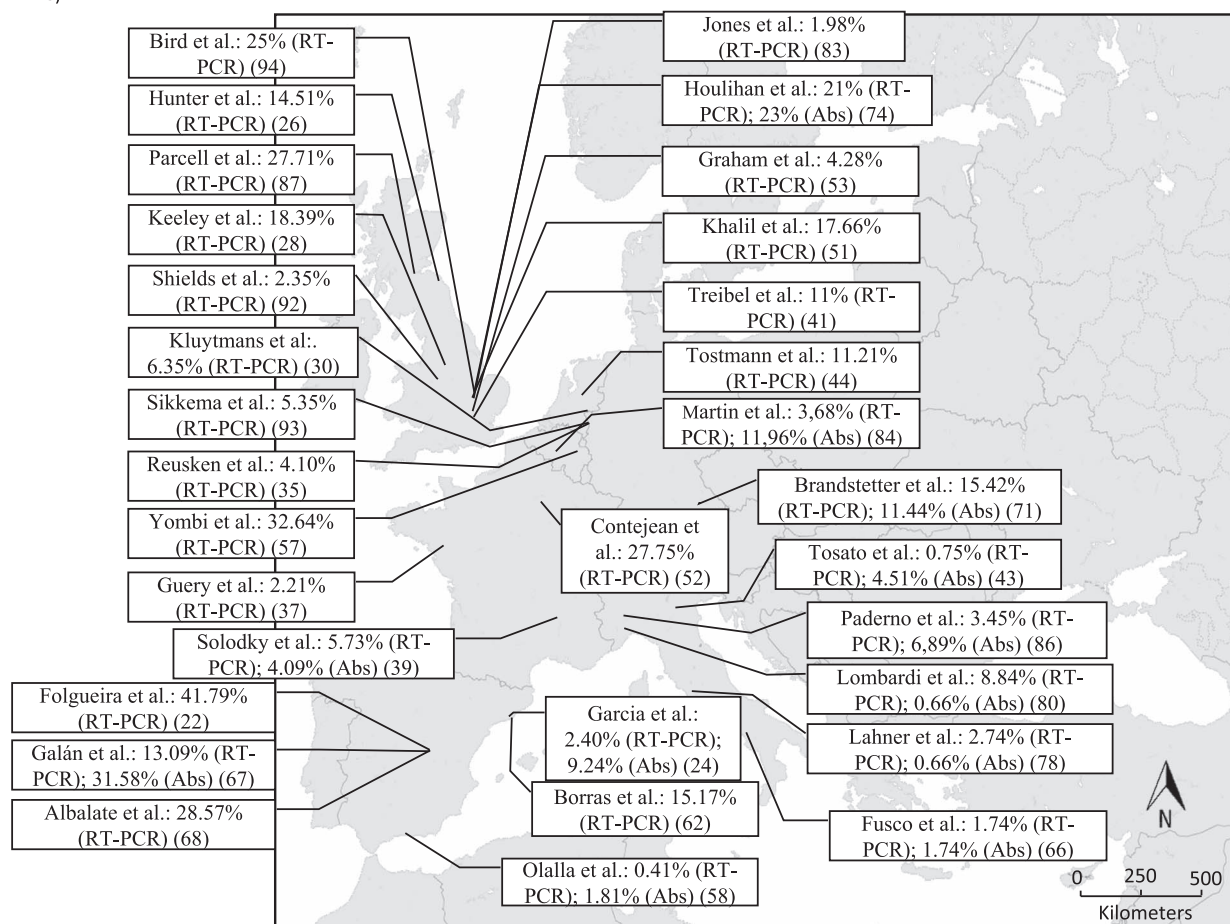 Bird et al.: 25% (RT-
PCR) (94)
Hunter et al.: 14.51%
(RT-PCR) (26)
Parcell et al.: 27.71%
(RT-PCR) (87)
Keeley et al.: 18.39%
(RT-PCR) (28)
Shields et al.: 2.35%
(RT-PCR) (92)
Kluytmans et al:.
6.35% (RT-PCR) (30)
Sikkema et al.: 5.35%
(RT-PCR) (93)
Reusken et al.: 4.10%
(RT-PCR) (35)
Yombi et al.: 32.64%
(RT-PCR) (57)
Guery et al.: 2.21%
(RT-PCR) (37)
Solodky et al.: 5.73% (RT-
PCR); 4.09% (Abs) (39)
Folgueira et al.: 41.79%
(RT-PCR) (22)
Galán et al.: 13.09% (RT-
PCR); 31.58% (Abs) (67)
Albalate et al.: 28.57%
(RT-PCR) (68)
Jones et al.: 1.98%
(RT-PCR) (83)
Houlihan et al.: 21% (RT-
PCR); 23% (Abs) (74)
Graham et al.: 4.28%
(RT-PCR) (53)
Khalil et al.: 17.66%
(RT-PCR) (51)
Treibel et al.: 11% (RT-
PCR) (41)
Tostmann et al.: 11.21%
(RT-PCR) (44)
Martin et al.: 3,68% (RT-
PCR); 11,96% (Abs) (84)
Brandstetter et al.: 15.42%
(RT-PCR); 11.44% (Abs) (71)
Contejean et
al.: 27.75%
(RT-PCR) (52)
Tosato et al.: 0.75% (RT-
PCR); 4.51% (Abs) (43)
Paderno et al.: 3.45% (RT-
PCR); 6,89% (Abs) (86)
Lombardi et al.: 8.84% (RT-
PCR); 0.66% (Abs) (80)
Lahner et al.: 2.74% (RT-
PCR); 0.66% (Abs) (78)
Garcia et al.:
2.40% (RT-PCR);
9.24% (Abs) (24)
Borras et al.: 15.17%
(RT-PCR) (62)
Fusco et al.: 1.74% (RT-
PCR); 1.74% (Abs) (66)
Olalla et al.: 0.41% (RT-
PCR); 1.81% (Abs) (58)
N
0 250 500
Kilometers